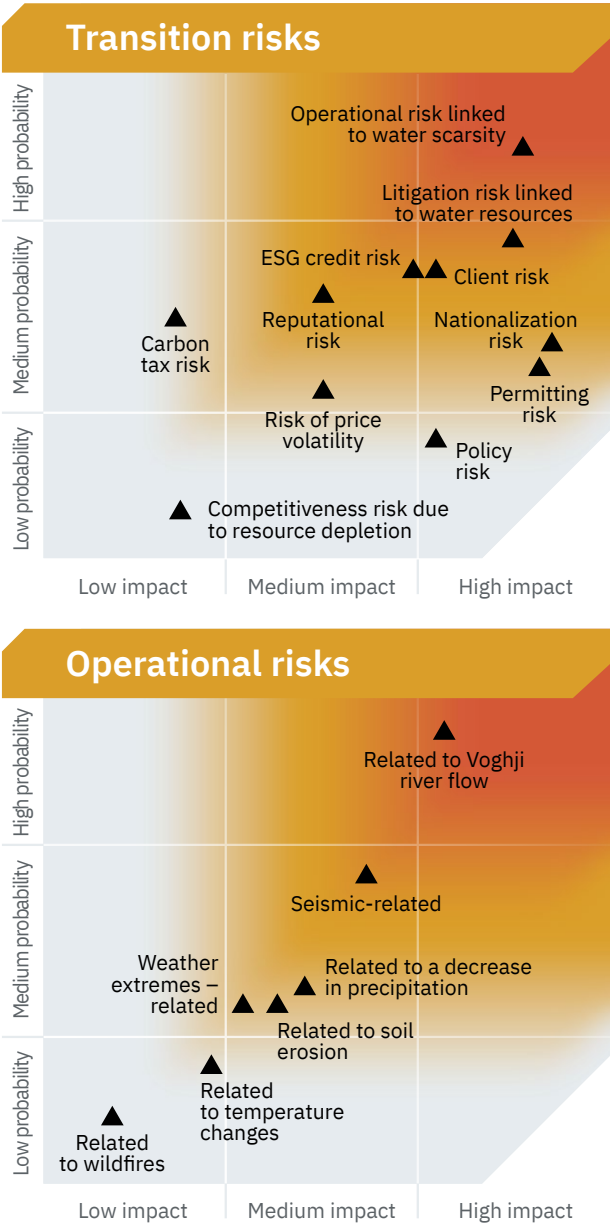 Transition risks
High probability
Medium probability
Low probability
Operational risk linked
to water scarsity
Litigation risk linked
to water resources
ESG credit risk
Client risk
Reputational
risk
Nationalization
risk
Carbon
tax risk
Permitting
risk
Risk of price
volatility
Policy
risk
Competitiveness risk due
to resource depletion
Low impact
Medium impact
High impact
Operational risks
High probability
Medium probability
Low probability
Related to Voghji
river flow
Seismic-related
Weather
extremes –
related
Related to a decrease
in precipitation
Related to soil
erosion
Related
to temperature
changes
Related
to wildfires
Low impact
Medium impact
High impact